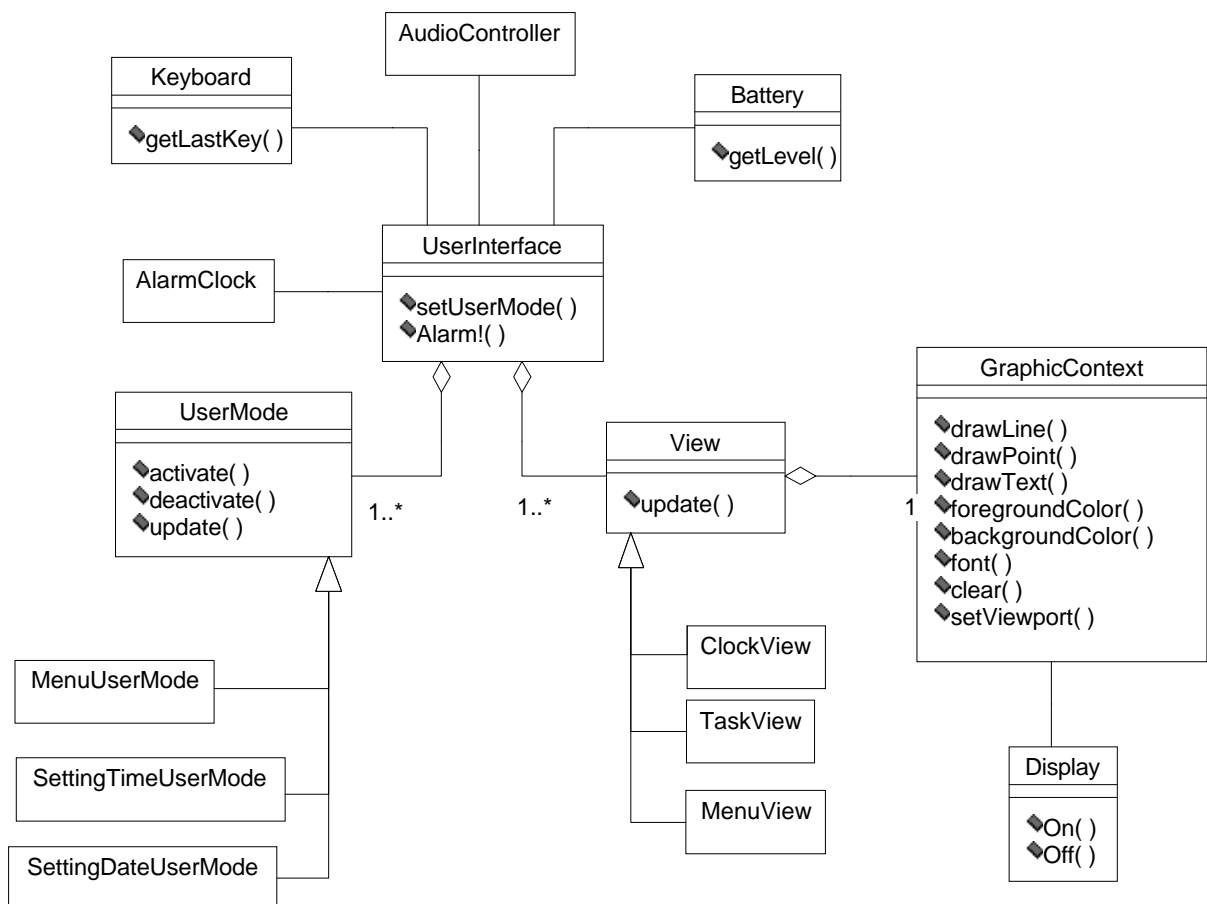 AudioController
Keyboard
getLastKey( )
Battery
getLevel( )
UserInterface
setUserMode( )
Alarm!( )
AlarmClock
UserMode
activate( )
deactivate( )
update( )
1..*
1..*
View
update( )
1
GraphicContext
drawLine( )
drawPoint( )
drawText( )
foregroundColor( )
backgroundColor( )
font( )
clear( )
setViewport( )
MenuUserMode
SettingTimeUserMode
SettingDateUserMode
ClockView
TaskView
MenuView
Display
On( )
Off( )